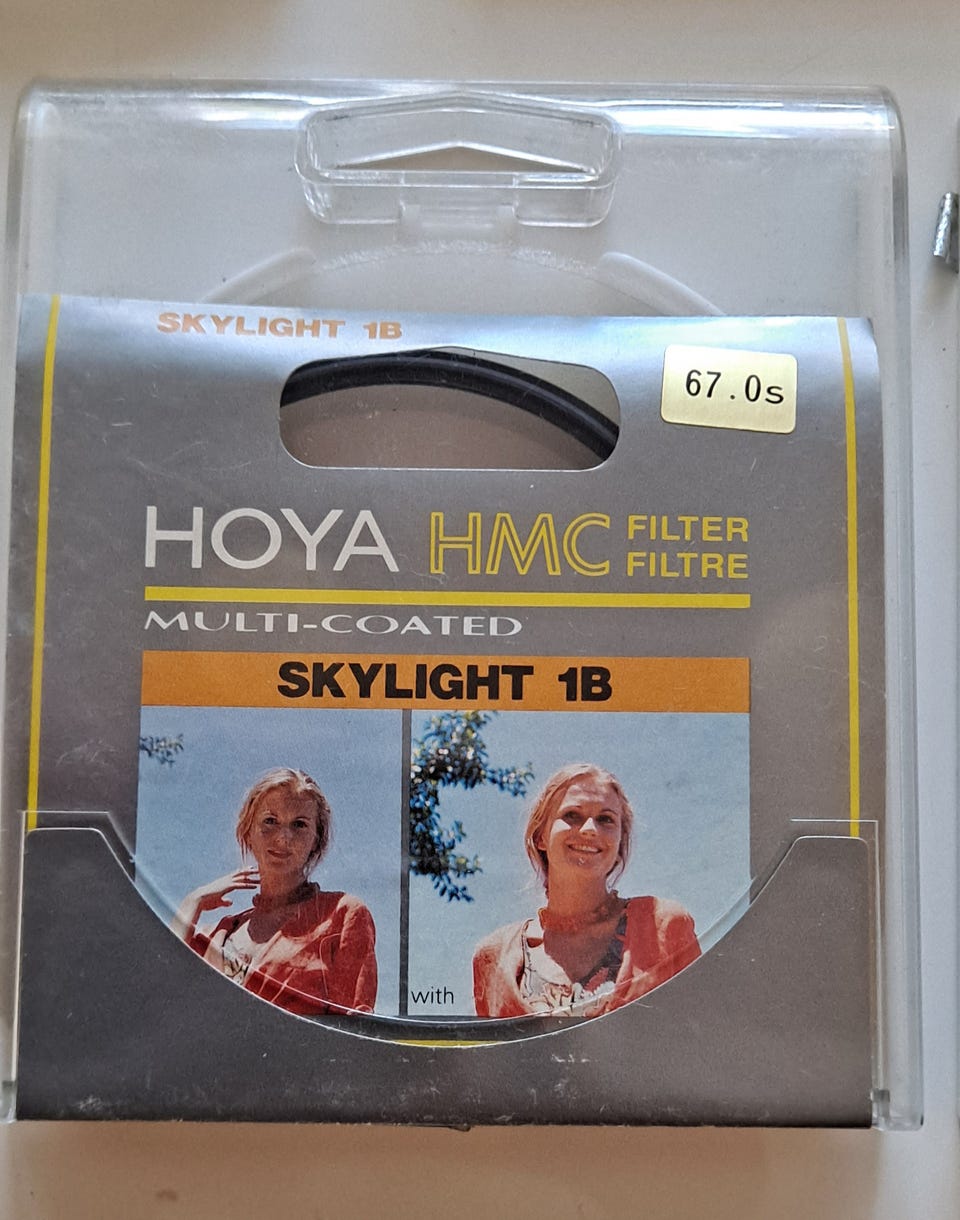 SKYLIGHT 1B
67.0s
HOYA HMC FILTER
FILTRE
MULTI-COATED
SKYLIGHT 1B
with